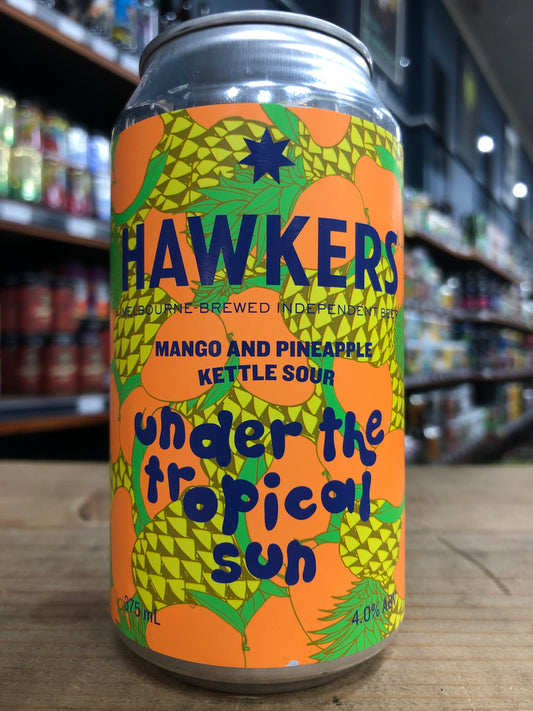 HAWKERS
MELBOURNE-BREWED INDEPENDENT BEER
MANGO AND PINEAPPLE
KETTLE SOUR
under the
tropical
sun
375 mL
4.0% ABV